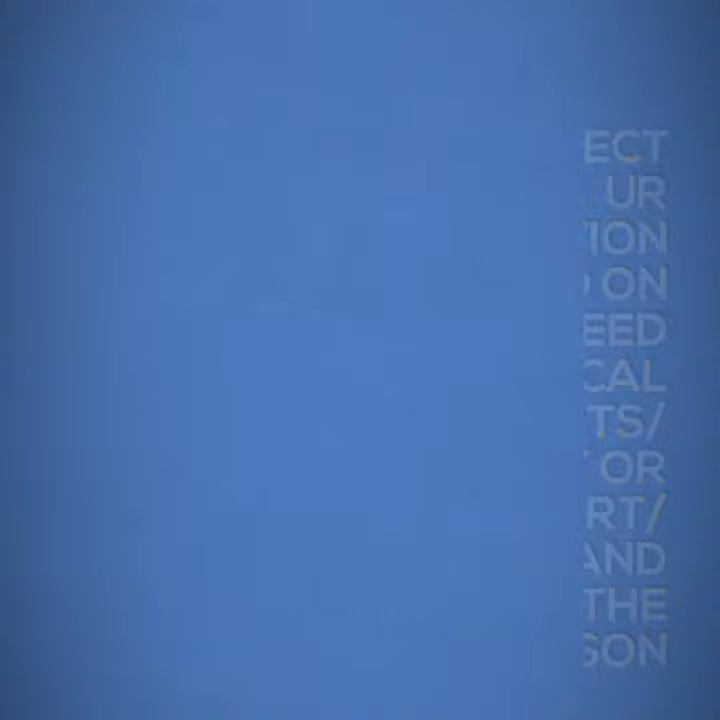 ECT
UR
ION
ON
EED
CAL
TS/
OR
RT/
AND
THE
SON